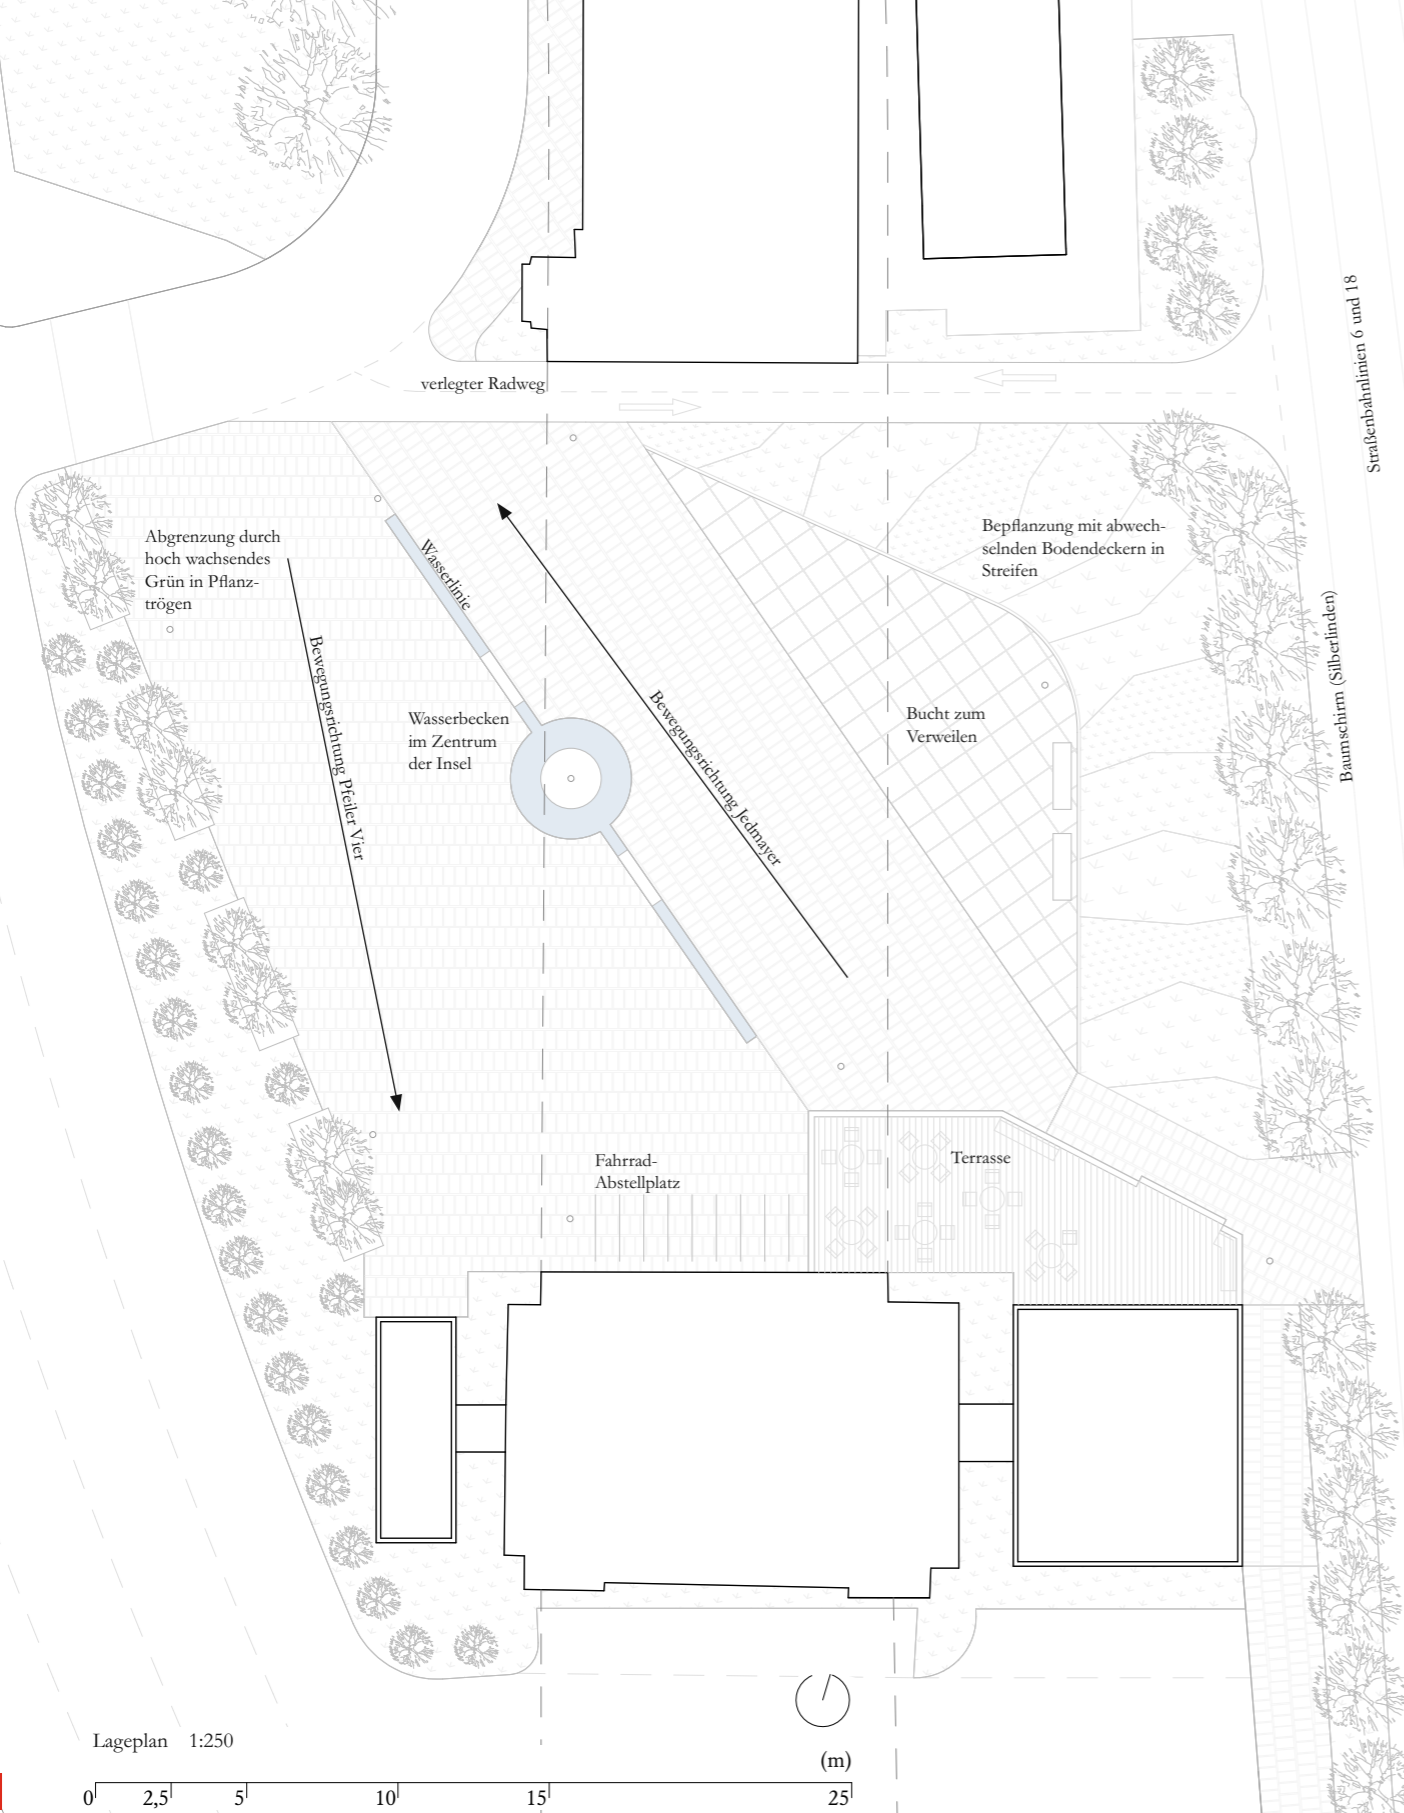 Straßenbahnlinien 6 und 18
verlegter Radweg
Abgrenzung durch
hoch wachsendes
Grün in Pflanz-
trögen
Wasserlinie
Bepflanzung mit abwech-
selnden Bodendeckern in
Streifen
Baumschirm (Silberlinden)
Bewegungsrichtung Pfeiler Vier
Wasserbecken
im Zentrum
der Insel
Bewegungsrichtung Jedmayer
Bucht zum
Verweilen
Fahrrad-
Abstellplatz
Terrasse
Lageplan 1:250
(m)
0 2,5 5 10 15 25